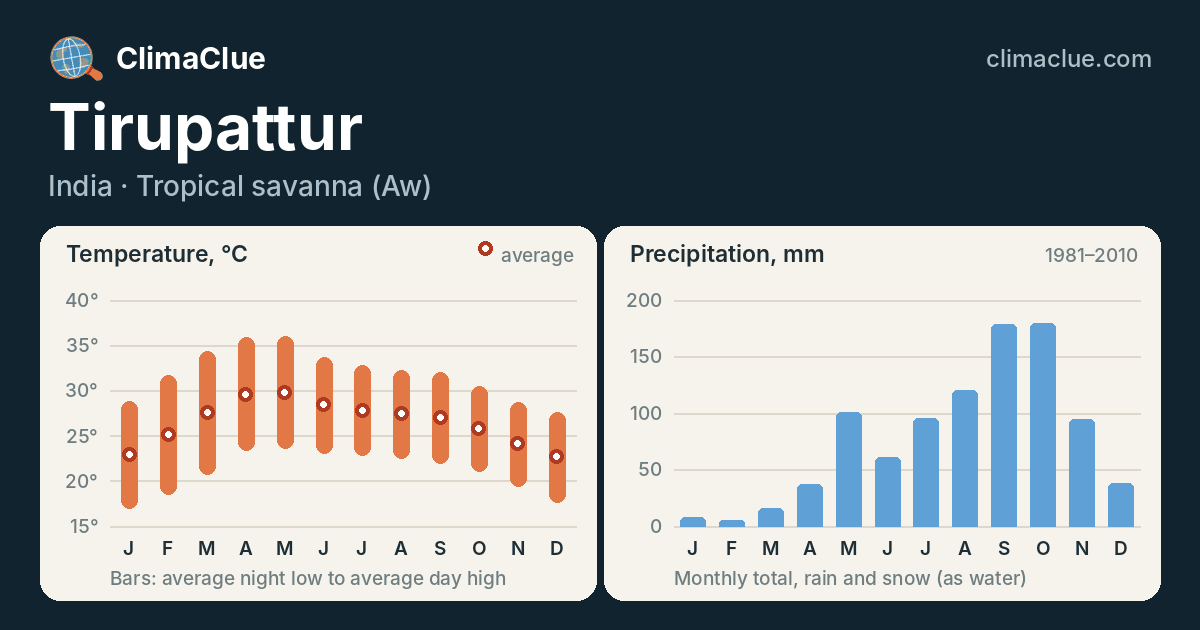 ClimaClue
climaclue.com
Tirupattur
India · Tropical savanna (Aw)
Temperature, °C
average
40°
35°
30°
25°
20°
15°
J F M A M J J A S O N D
Bars: average night low to average day high
Precipitation, mm
1981–2010
200
150
100
50
0
J F M A M J J A S O N D
Monthly total, rain and snow (as water)